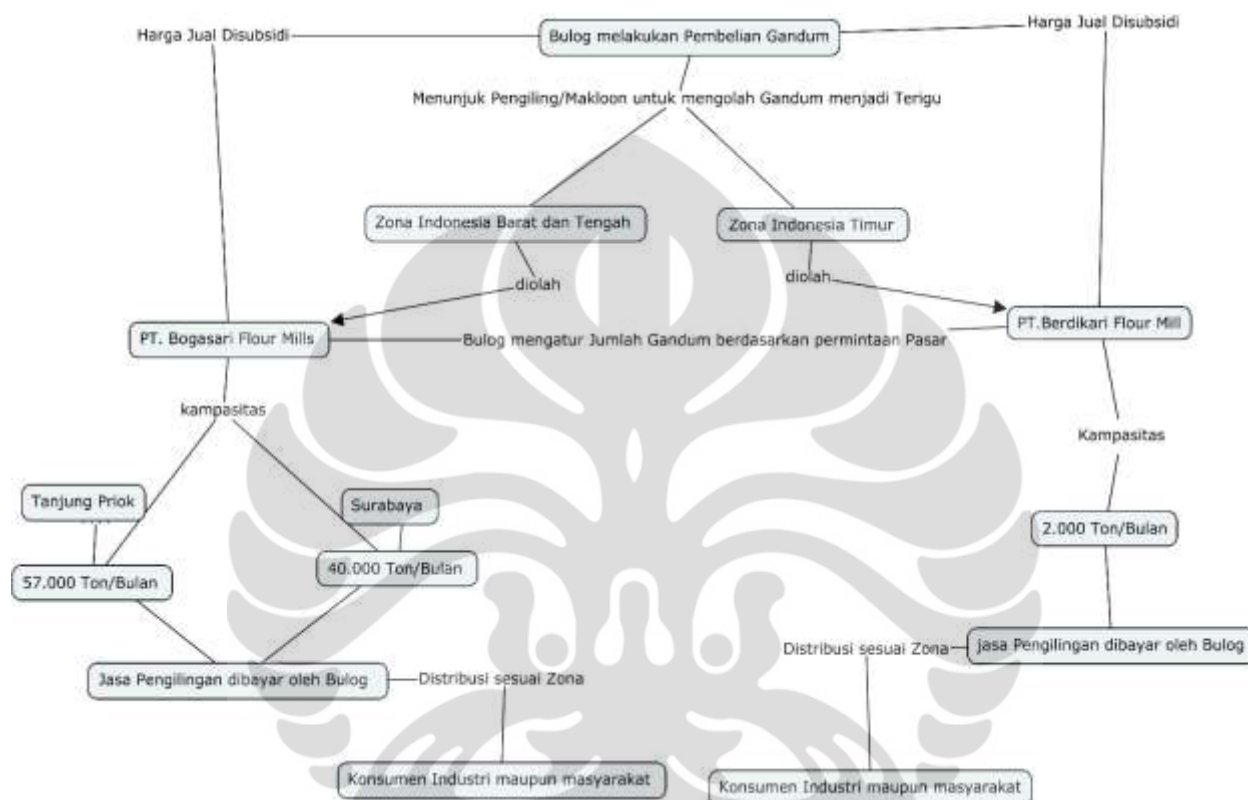 Harga Jual Disubsidi
Bulog melakukan Pembelian Gandum
Harga Jual Disubsidi
Menunjuk Pengiling/Makloon untuk mengolah Gandum menjadi Terigu
Zona Indonesia Barat dan Tengah
Zona Indonesia Timur
diolah
diolah
PT. Bogasari Flour Mills
Bulog mengatur Jumlah Gandum berdasarkan permintaan Pasar
PT.Berdikari Flour Mill
kampasitas
Kampasitas
Tanjung Priok
Surabaya
2.000 Ton/Bulan
57.000 Ton/Bulan
40.000 Ton/Bulan
Distribusi sesuai Zona
jasa Pengilingan dibayar oleh Bulog
Jasa Pengilingan dibayar oleh Bulog
Distribusi sesuai Zona
Konsumen Industri maupun masyarakat
Konsumen Industri maupun masyarakat